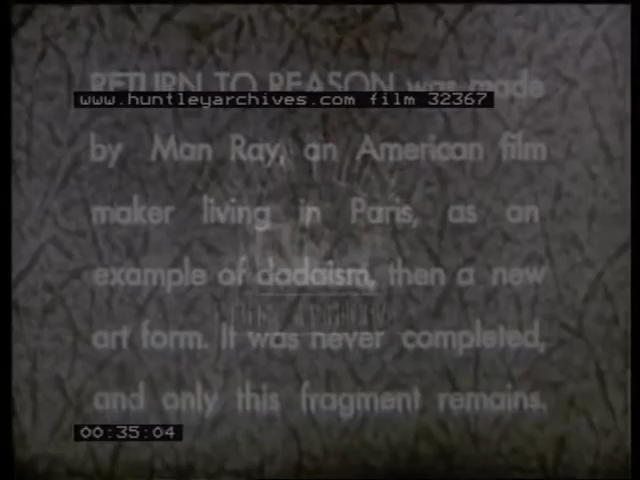 RETURN TO REASON was made
www.huntleyarchives.com film 32367
by Man Ray, an American film
maker living in Paris, as an
example of dadaism, then a new
art form. It was never completed,
and only this fragment remains.
00:35:04